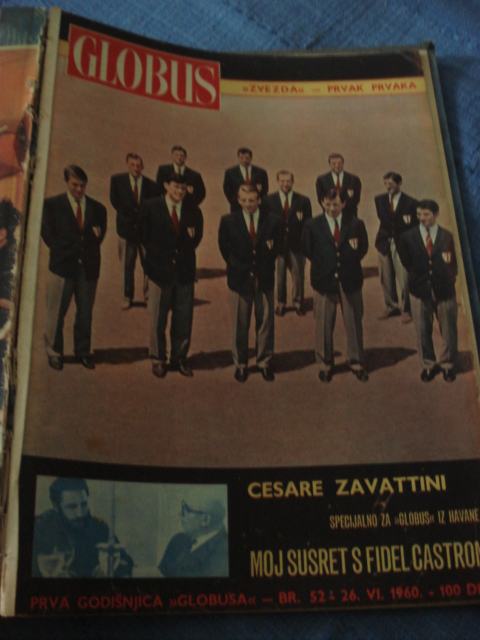 GLOBUS
»ZVEZDA« — PRVAK PRVAKA
CESARE ZAVATTINI
SPECIJALNO ZA »GLOBUS« IZ HAVANE
MOJ SUSRET S FIDEL CASTROM
PRVA GODIŠNJICA »GLOBUSA« — BR. 52 - 26. VI. 1960. - 100 DI